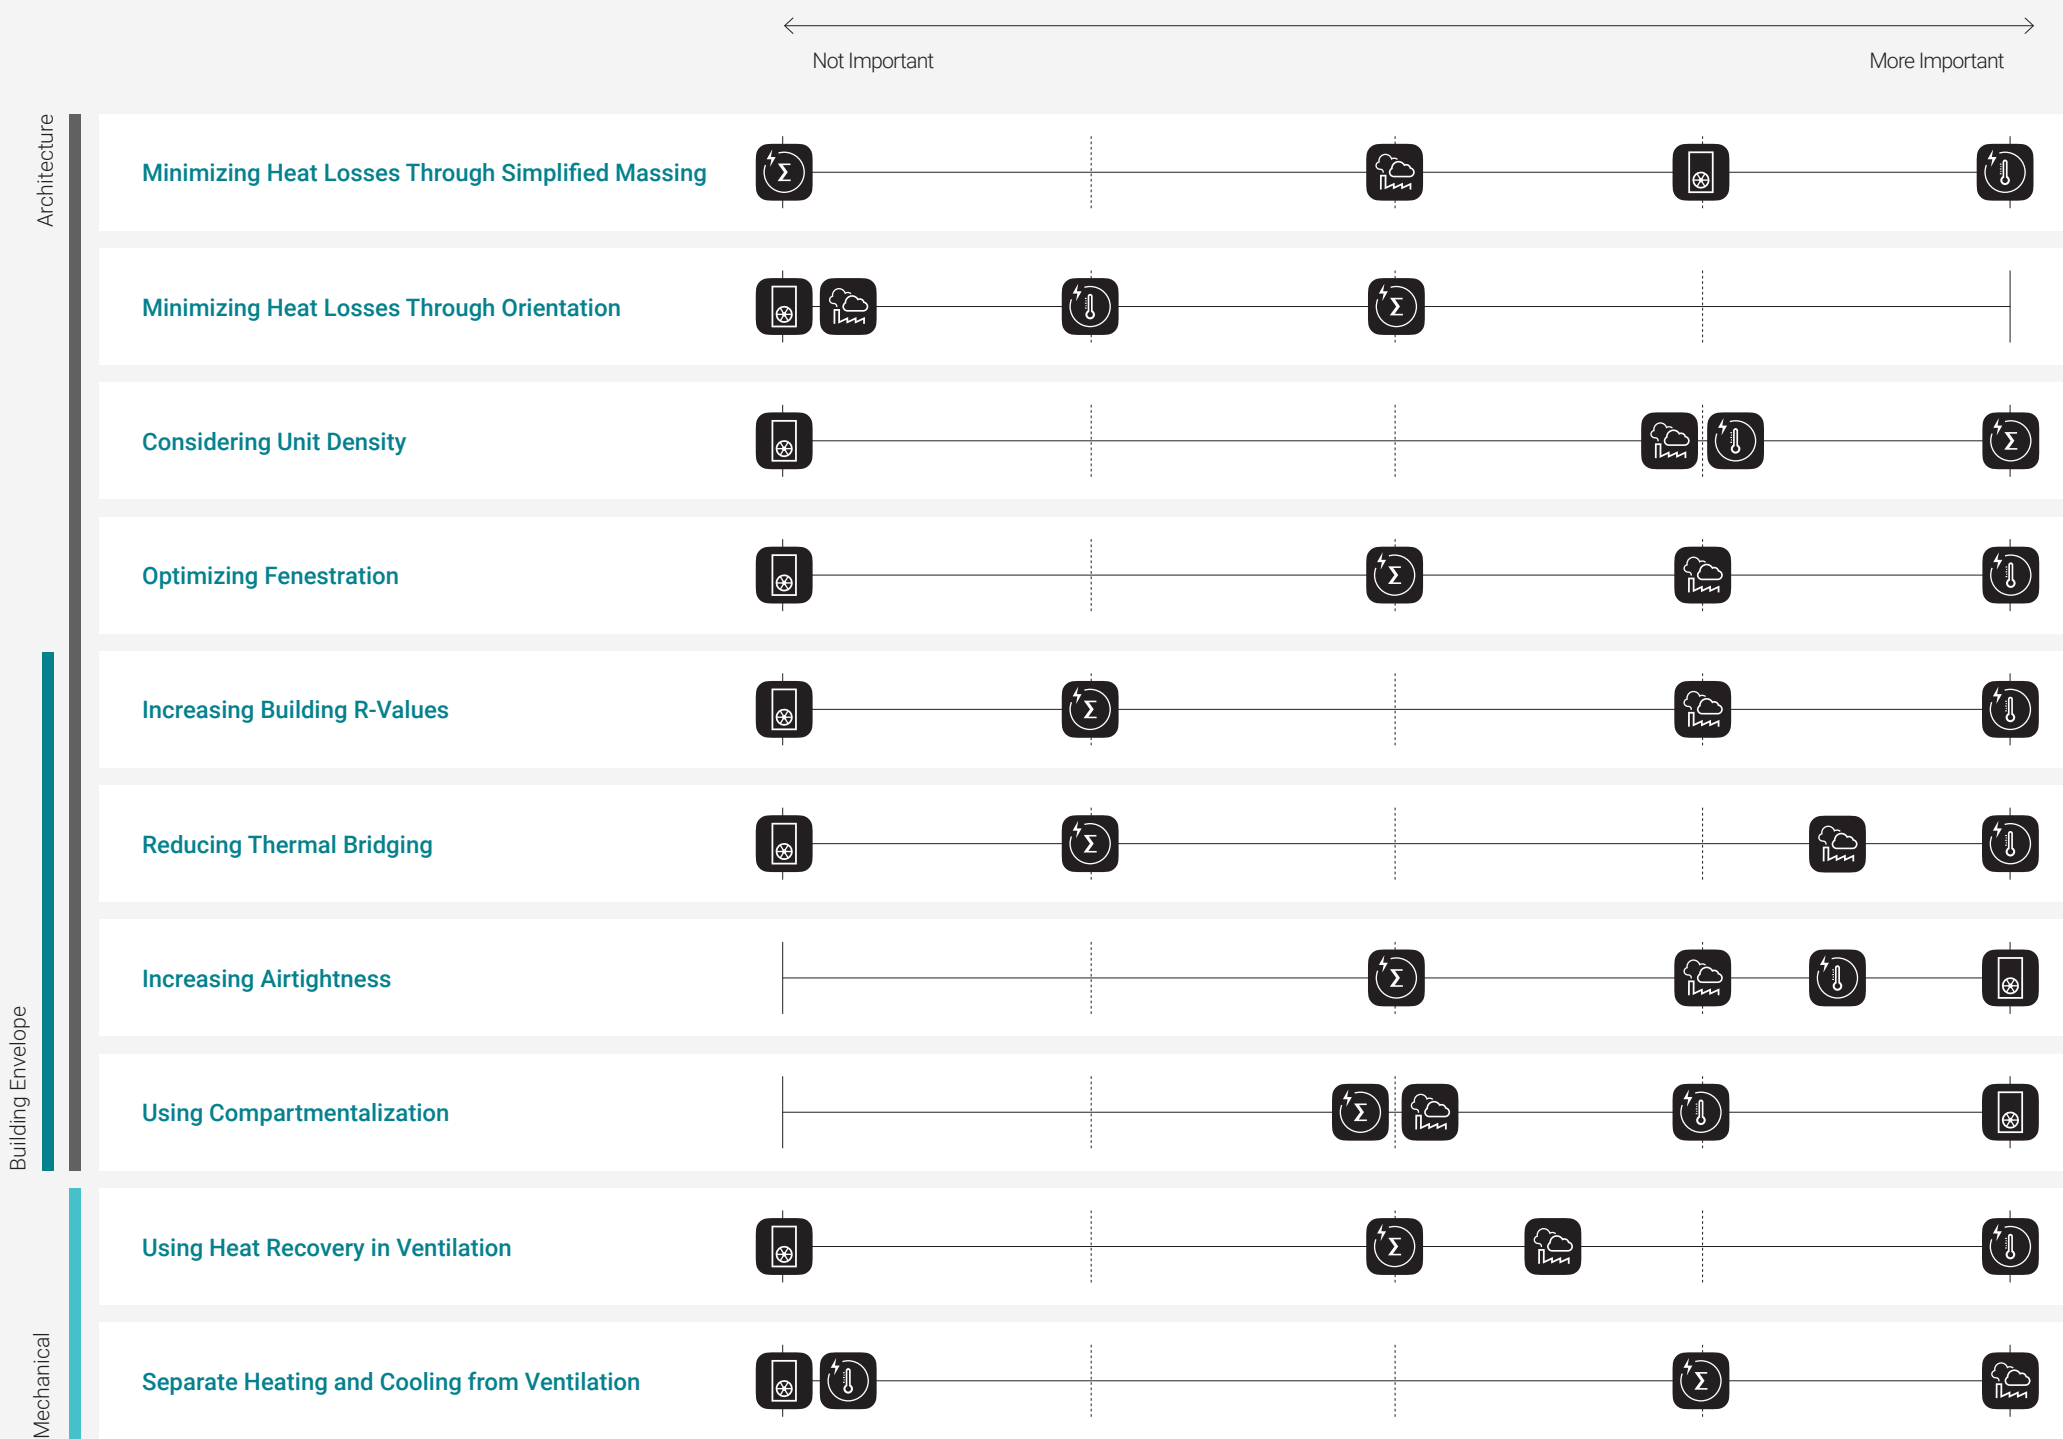 Not Important
More Important
Architecture
Minimizing Heat Losses Through Simplified Massing
Minimizing Heat Losses Through Orientation
Considering Unit Density
Optimizing Fenestration
Building Envelope
Increasing Building R-Values
Reducing Thermal Bridging
Increasing Airtightness
Using Compartmentalization
Mechanical
Using Heat Recovery in Ventilation
Separate Heating and Cooling from Ventilation